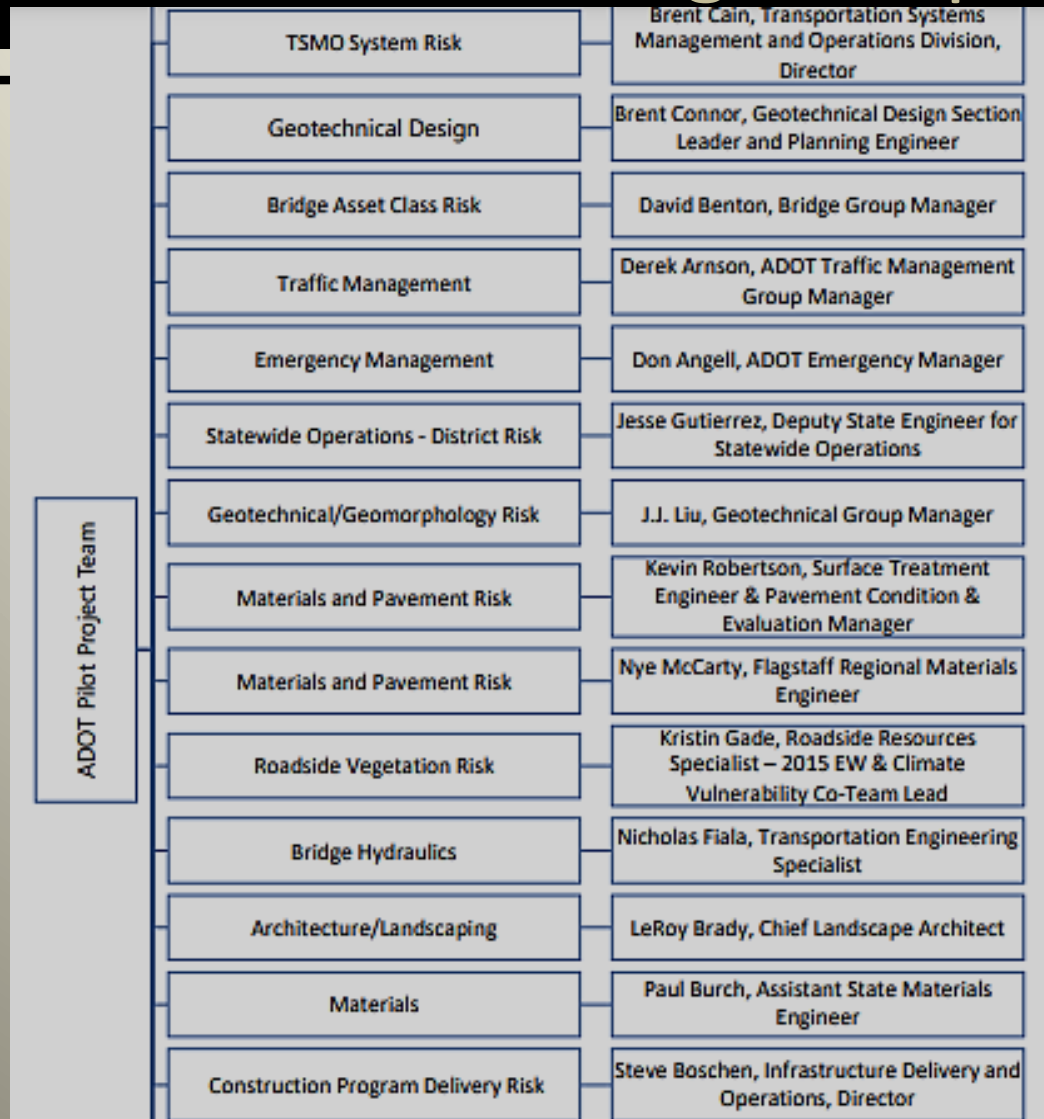 TSMO System Risk
Brent Cain, Transportation Systems
Management and Operations Division,
Director
Geotechnical Design
Brent Connor, Geotechnical Design Section
Leader and Planning Engineer
Bridge Asset Class Risk
David Benton, Bridge Group Manager
Traffic Management
Derek Arnson, ADOT Traffic Management
Group Manager
Emergency Management
Don Angell, ADOT Emergency Manager
Statewide Operations - District Risk
Jesse Gutierrez, Deputy State Engineer for
Statewide Operations
ADOT Pilot Project Team
Geotechnical/Geomorphology Risk
J.J. Liu, Geotechnical Group Manager
Materials and Pavement Risk
Kevin Robertson, Surface Treatment
Engineer & Pavement Condition &
Evaluation Manager
Materials and Pavement Risk
Nye McCarty, Flagstaff Regional Materials
Engineer
Roadside Vegetation Risk
Kristin Gade, Roadside Resources
Specialist – 2015 EW & Climate
Vulnerability Co-Team Lead
Bridge Hydraulics
Nicholas Fiala, Transportation Engineering
Specialist
Architecture/Landscaping
LeRoy Brady, Chief Landscape Architect
Materials
Paul Burch, Assistant State Materials
Engineer
Construction Program Delivery Risk
Steve Boschen, Infrastructure Delivery and
Operations, Director